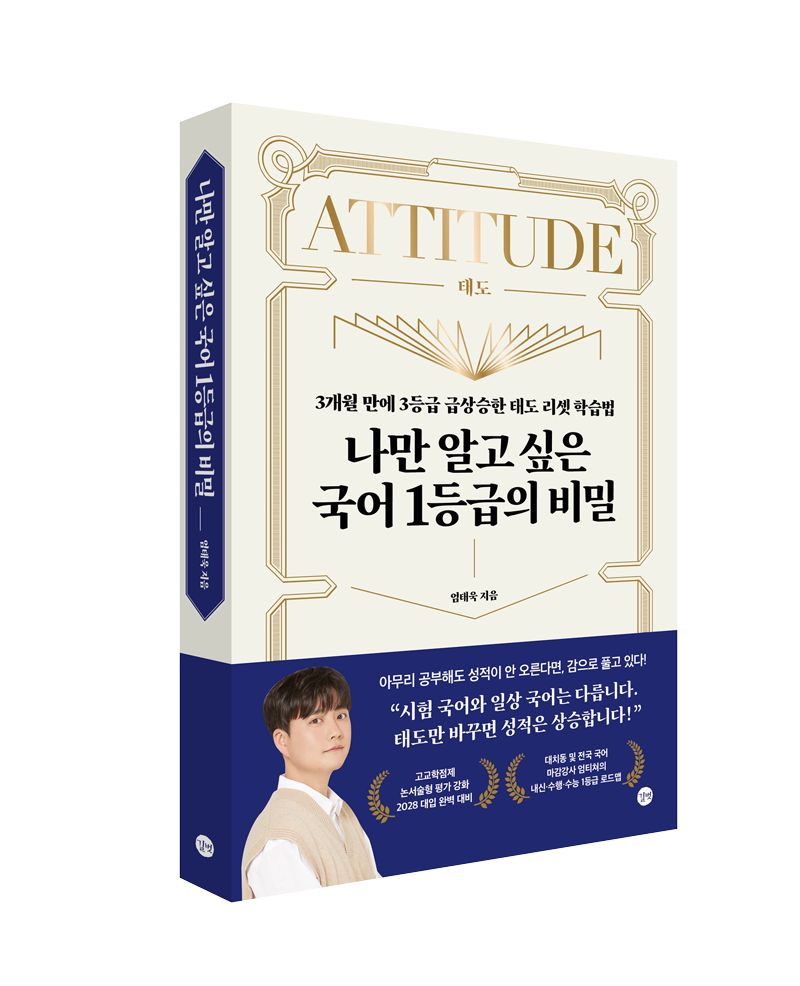 나만 알고 싶은 국어 1등급의 비밀
엄태욱 지음
길벗
ATTITUDE
태도
3개월 만에 3등급 급상승한 태도 리셋 학습법
나만 알고 싶은
국어 1등급의 비밀
엄태욱 지음
아무리 공부해도 성적이 안 오른다면, 감으로 풀고 있다!
“시험 국어와 일상 국어는 다릅니다.
태도만 바꾸면 성적은 상승합니다!”
고교학점제
논서술형 평가 강화
2028 대입 완벽 대비
대치동 및 전국 국어
마감강사 엄티쳐의
내신·수행·수능 1등급 로드맵
길벗